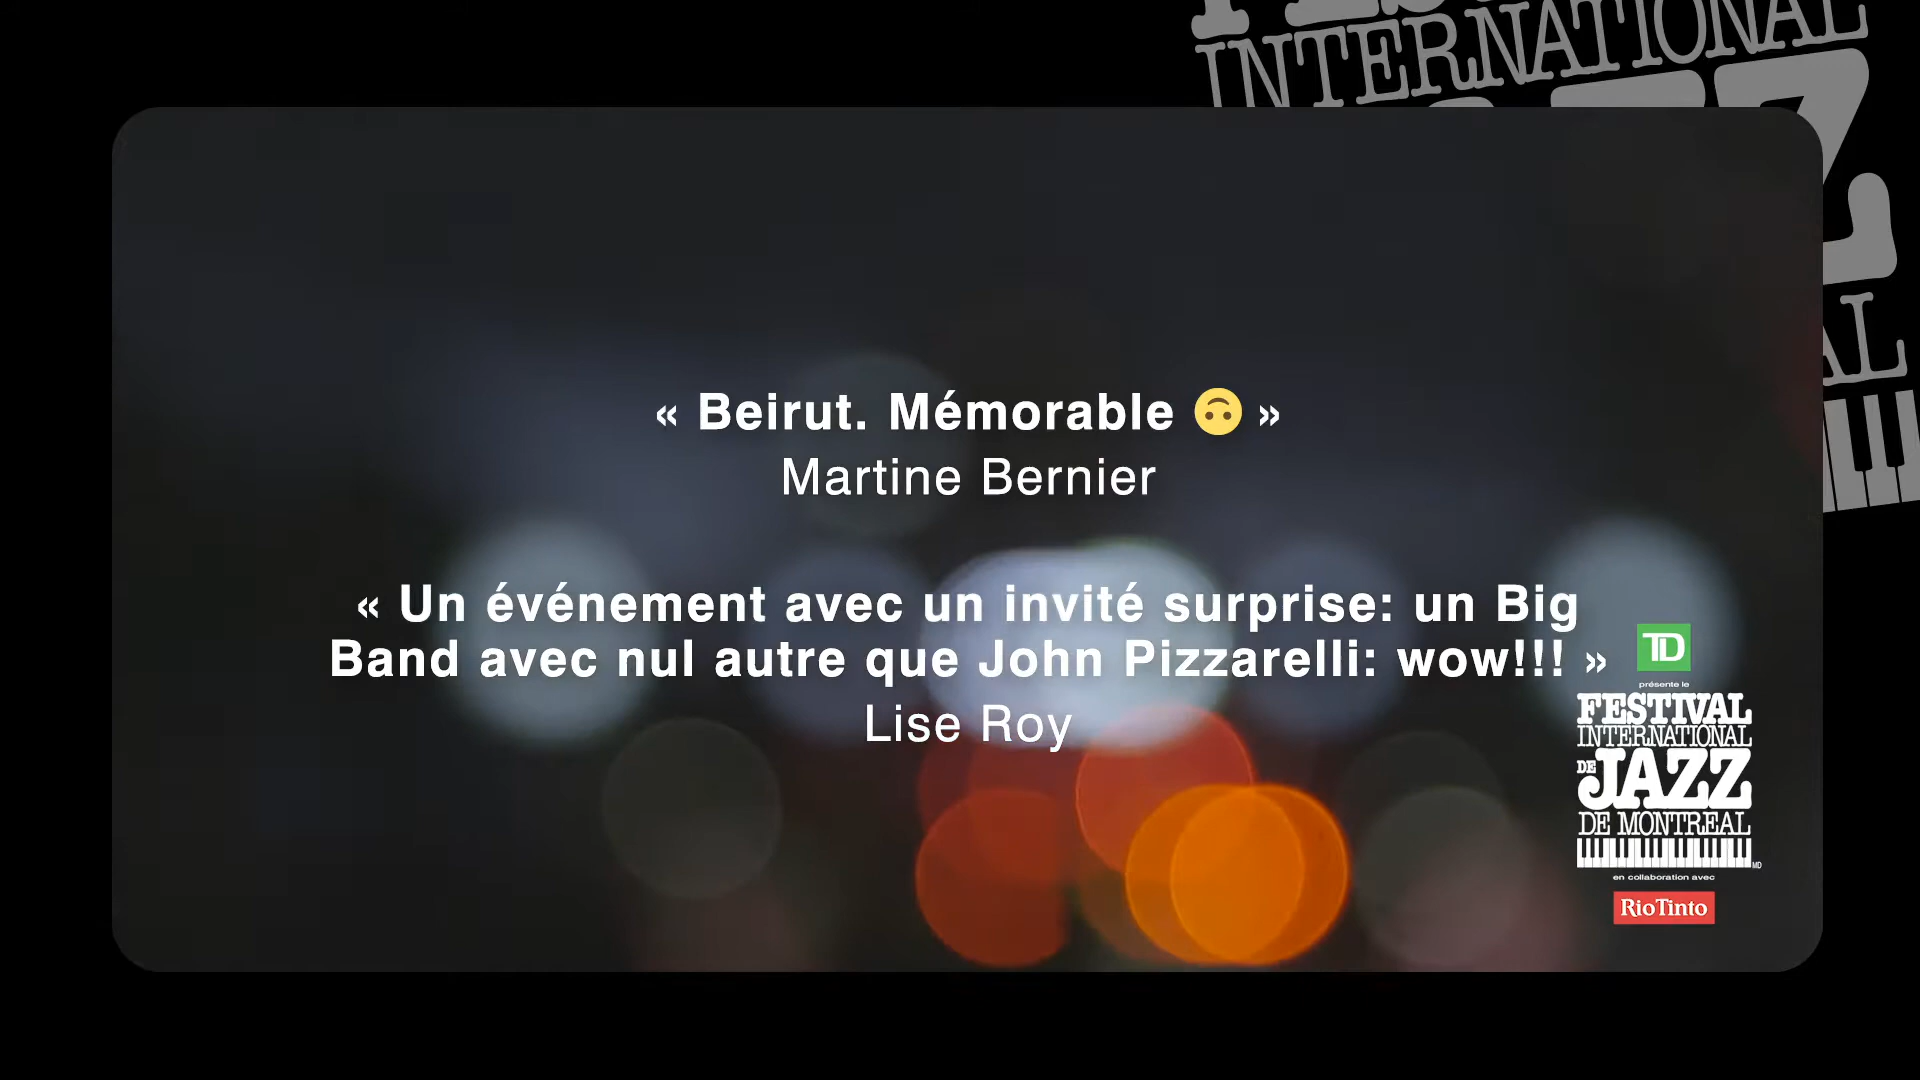 INTERNATIONAL
« Beirut. Mémorable 🙃 »
Martine Bernier
« Un événement avec un invité surprise: un Big
Band avec nul autre que John Pizzarelli: wow!!! »
Lise Roy
TD
présente le
FESTIVAL
INTERNATIONAL
DE JAZZ
DE MONTREAL
MD
en collaboration avec
RioTinto